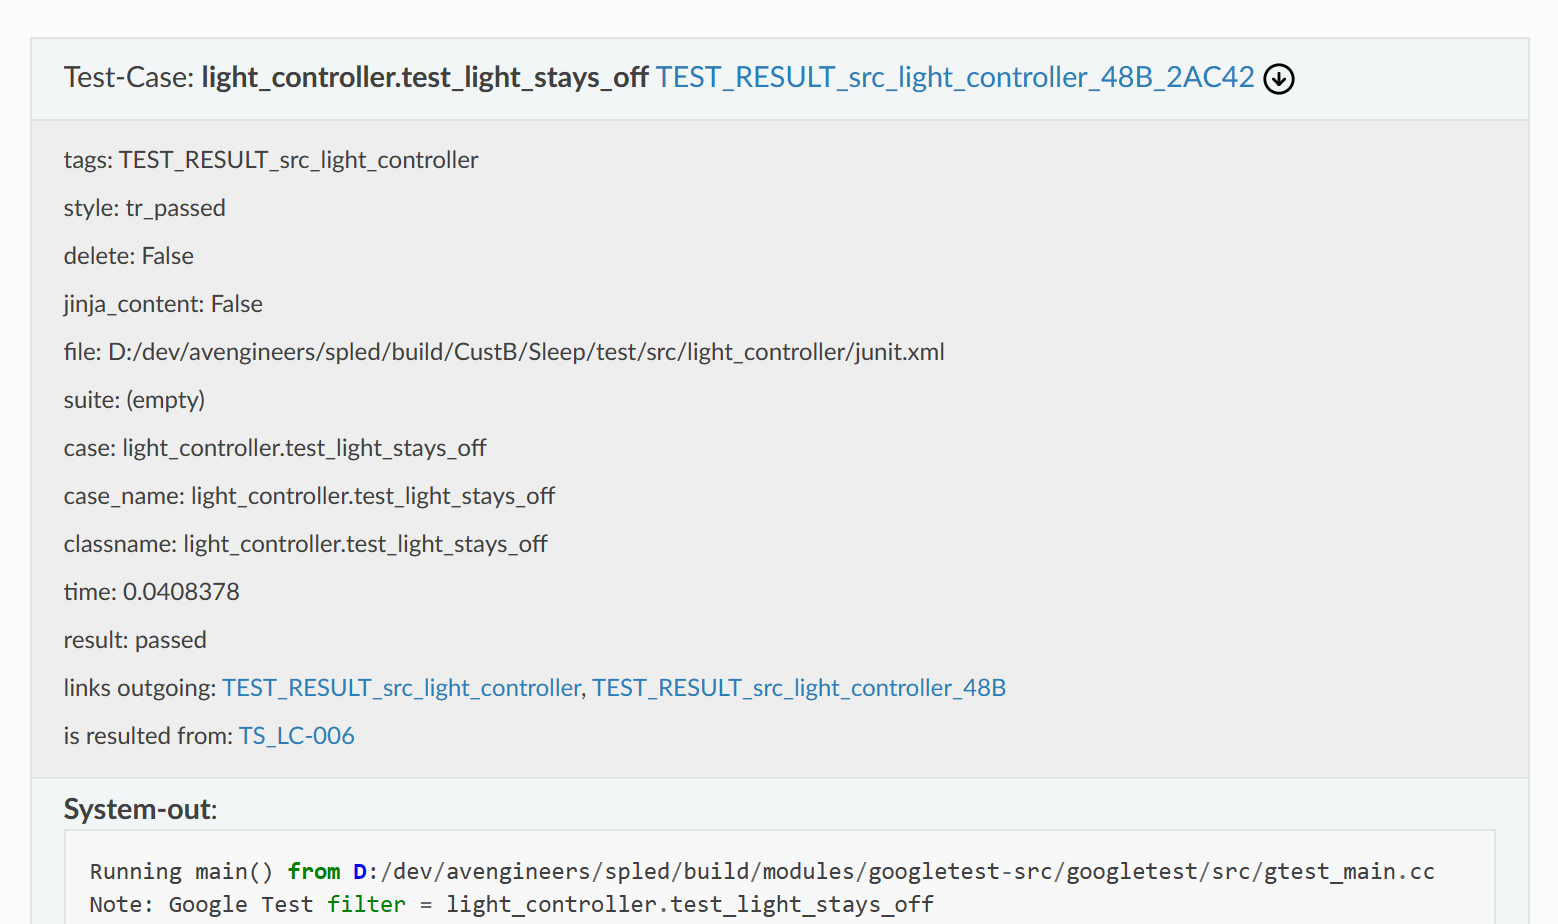 Test-Case: light_controller.test_light_stays_off TEST_RESULT_src_light_controller_48B_2AC42
tags: TEST_RESULT_src_light_controller
style: tr_passed
delete: False
jinja_content: False
file: D:/dev/avengineers/spled/build/CustB/Sleep/test/src/light_controller/junit.xml
suite: (empty)
case: light_controller.test_light_stays_off
case_name: light_controller.test_light_stays_off
classname: light_controller.test_light_stays_off
time: 0.0408378
result: passed
links outgoing: TEST_RESULT_src_light_controller, TEST_RESULT_src_light_controller_48B
is resulted from: TS_LC-006
System-out:
Running main() from D:/dev/avengineers/spled/build/modules/googletest-src/googletest/src/gtest_main.cc
Note: Google Test filter = light_controller.test_light_stays_off